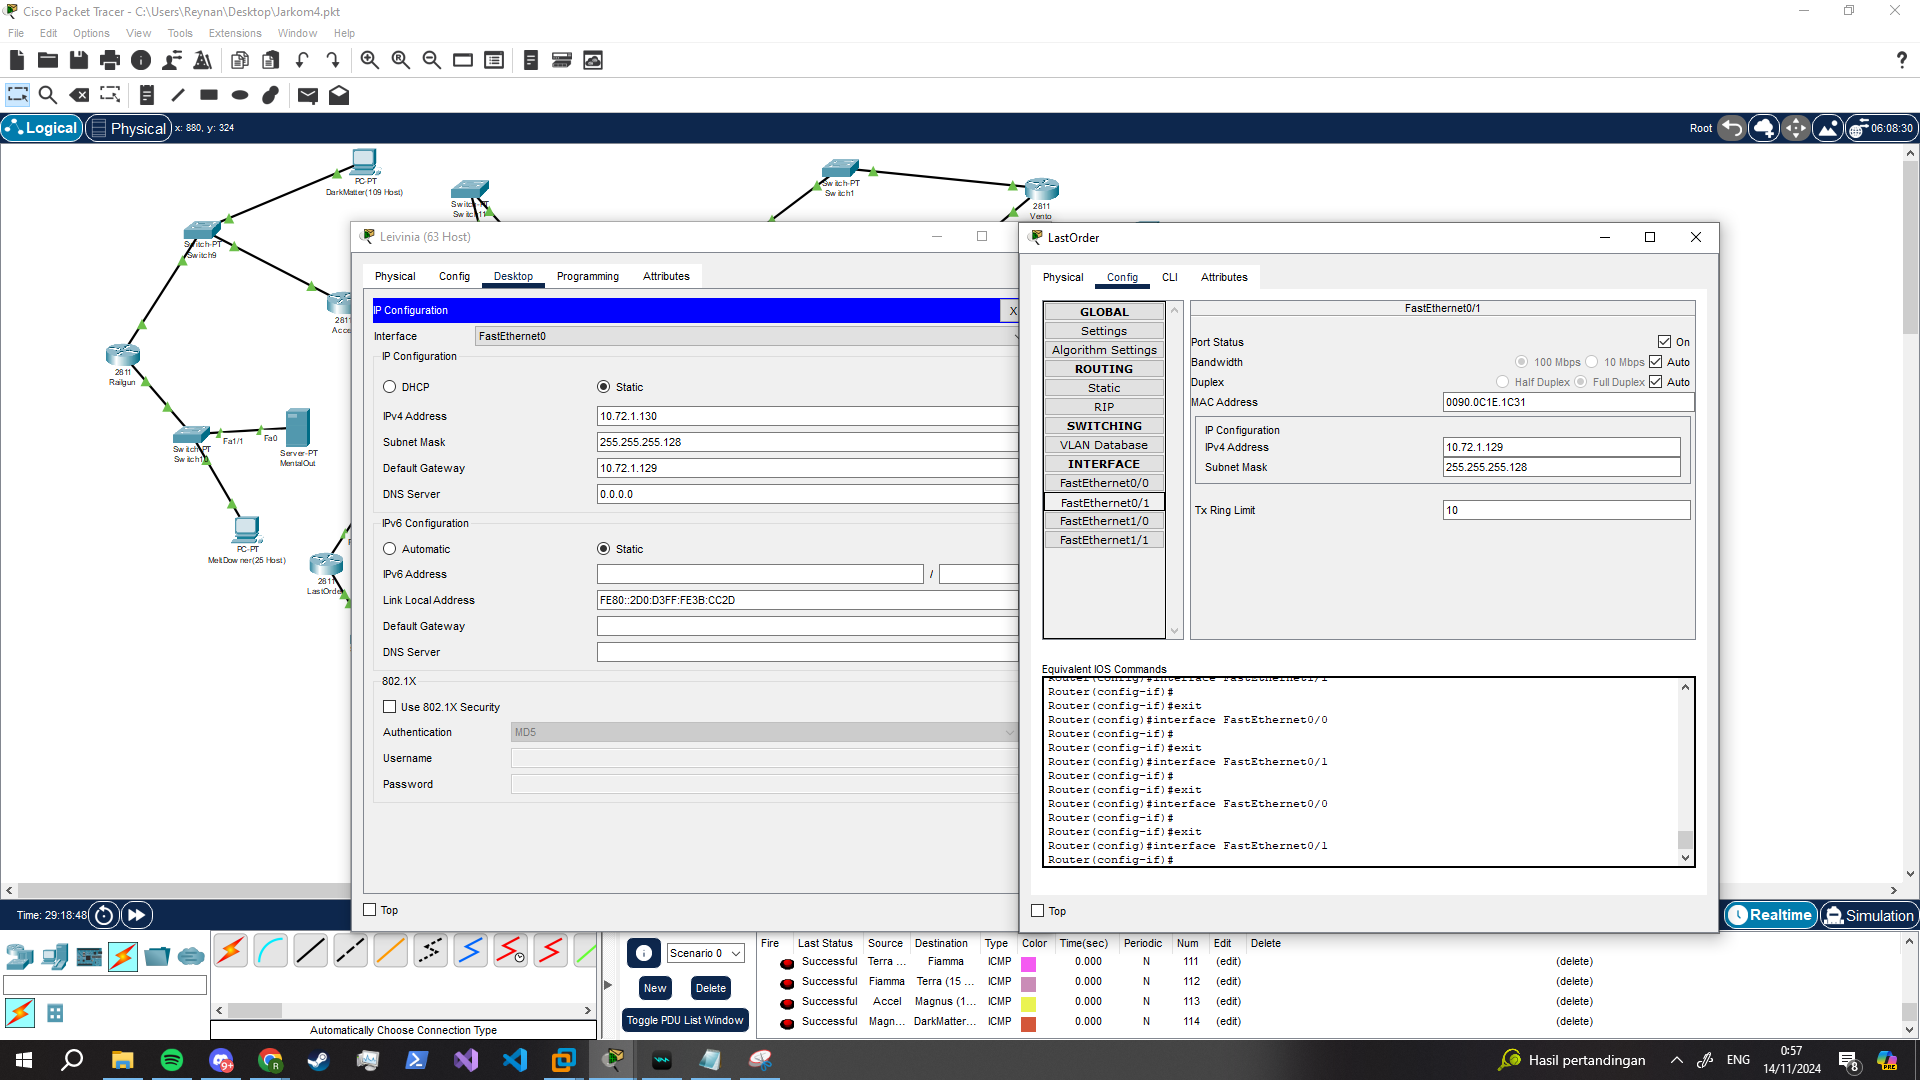 Cisco Packet Tracer - C:\Users\Reynan\Desktop\Jarkom4.pkt
File Edit Options View Tools Extensions Window Help
Logical Physical x: 880, y: 324
Root 06:08:30
PC-PT
DarkMatter(109 Host)
Switch-PT
Switch9
Switch-PT
Switch11
Switch-PT
Switch1
2811
Vento
2811
Acce
2811
Railgun
Switch-PT
Switch10
Fa1/1 Fa0
Server-PT
MentalOut
PC-PT
MeltDowner(25 Host)
2811
LastOrde
Leivinia (63 Host)
Physical Config Desktop Programming Attributes
IP Configuration X
Interface FastEthernet0
IP Configuration
DHCP Static
IPv4 Address 10.72.1.130
Subnet Mask 255.255.255.128
Default Gateway 10.72.1.129
DNS Server 0.0.0.0
IPv6 Configuration
Automatic Static
IPv6 Address /
Link Local Address FE80::2D0:D3FF:FE3B:CC2D
Default Gateway
DNS Server
802.1X
Use 802.1X Security
Authentication MD5
Username
Password
Top
LastOrder
Physical Config CLI Attributes
GLOBAL
Settings
Algorithm Settings
ROUTING
Static
RIP
SWITCHING
VLAN Database
INTERFACE
FastEthernet0/0
FastEthernet0/1
FastEthernet1/0
FastEthernet1/1
FastEthernet0/1
Port Status On
Bandwidth 100 Mbps 10 Mbps Auto
Duplex Half Duplex Full Duplex Auto
MAC Address 0090.0C1E.1C31
IP Configuration
IPv4 Address 10.72.1.129
Subnet Mask 255.255.255.128
Tx Ring Limit 10
Equivalent IOS Commands
Router(config)#interface FastEthernet1/1
Router(config-if)#
Router(config-if)#exit
Router(config)#interface FastEthernet0/0
Router(config-if)#
Router(config-if)#exit
Router(config)#interface FastEthernet0/1
Router(config-if)#
Router(config-if)#exit
Router(config)#interface FastEthernet0/0
Router(config-if)#
Router(config-if)#exit
Router(config)#interface FastEthernet0/1
Router(config-if)#
Top
Time: 29:18:48
Realtime Simulation
Automatically Choose Connection Type
Scenario 0
New Delete
Toggle PDU List Window
Fire Last Status Source Destination Type Color Time(sec) Periodic Num Edit Delete
Successful Terra ... Fiamma ICMP 0.000 N 111 (edit) (delete)
Successful Fiamma Terra (15 ... ICMP 0.000 N 112 (edit) (delete)
Successful Accel Magnus (1... ICMP 0.000 N 113 (edit) (delete)
Successful Magn... DarkMatter... ICMP 0.000 N 114 (edit) (delete)
Hasil pertandingan ENG 0:57
14/11/2024 8